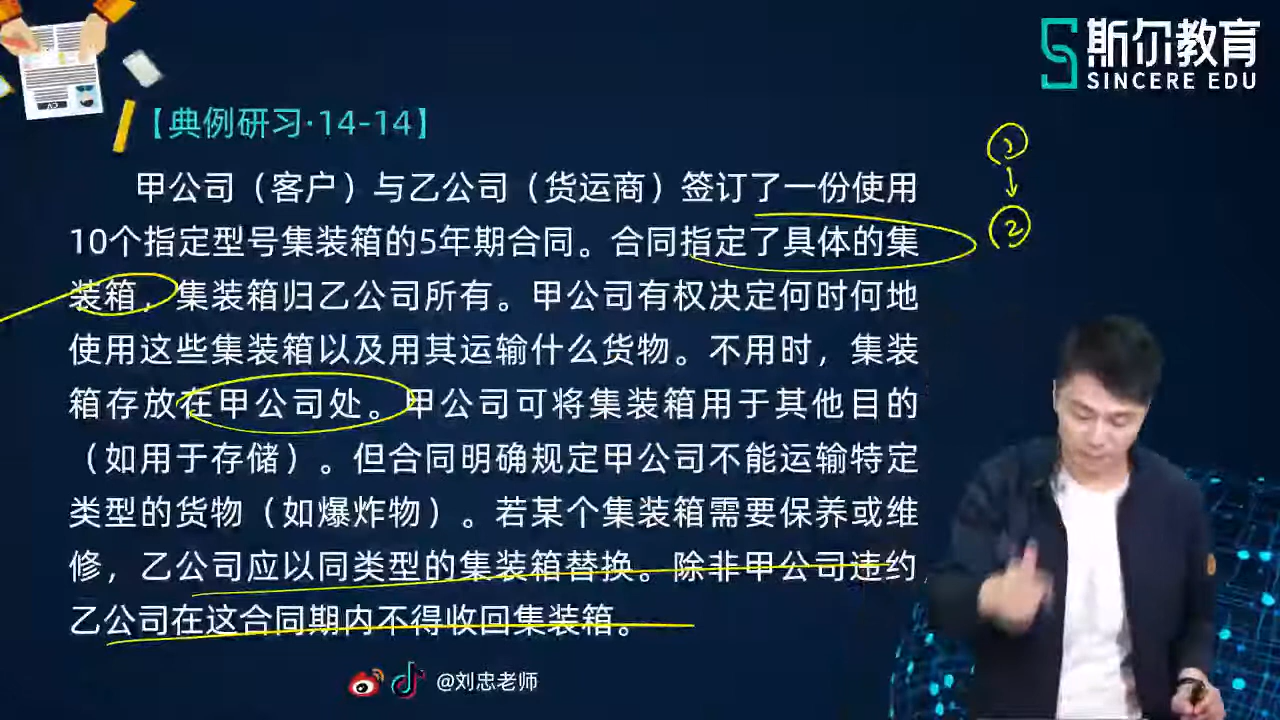 斯尔教育
SINCERE EDU
【典例研习·14-14】
甲公司（客户）与乙公司（货运商）签订了一份使用
10个指定型号集装箱的5年期合同。合同指定了具体的集
装箱，集装箱归乙公司所有。甲公司有权决定何时何地
使用这些集装箱以及用其运输什么货物。不用时，集装
箱存放在甲公司处。甲公司可将集装箱用于其他目的
（如用于存储）。但合同明确规定甲公司不能运输特定
类型的货物（如爆炸物）。若某个集装箱需要保养或维
修，乙公司应以同类型的集装箱替换。除非甲公司违约，
乙公司在这合同期内不得收回集装箱。
①
②
@刘忠老师